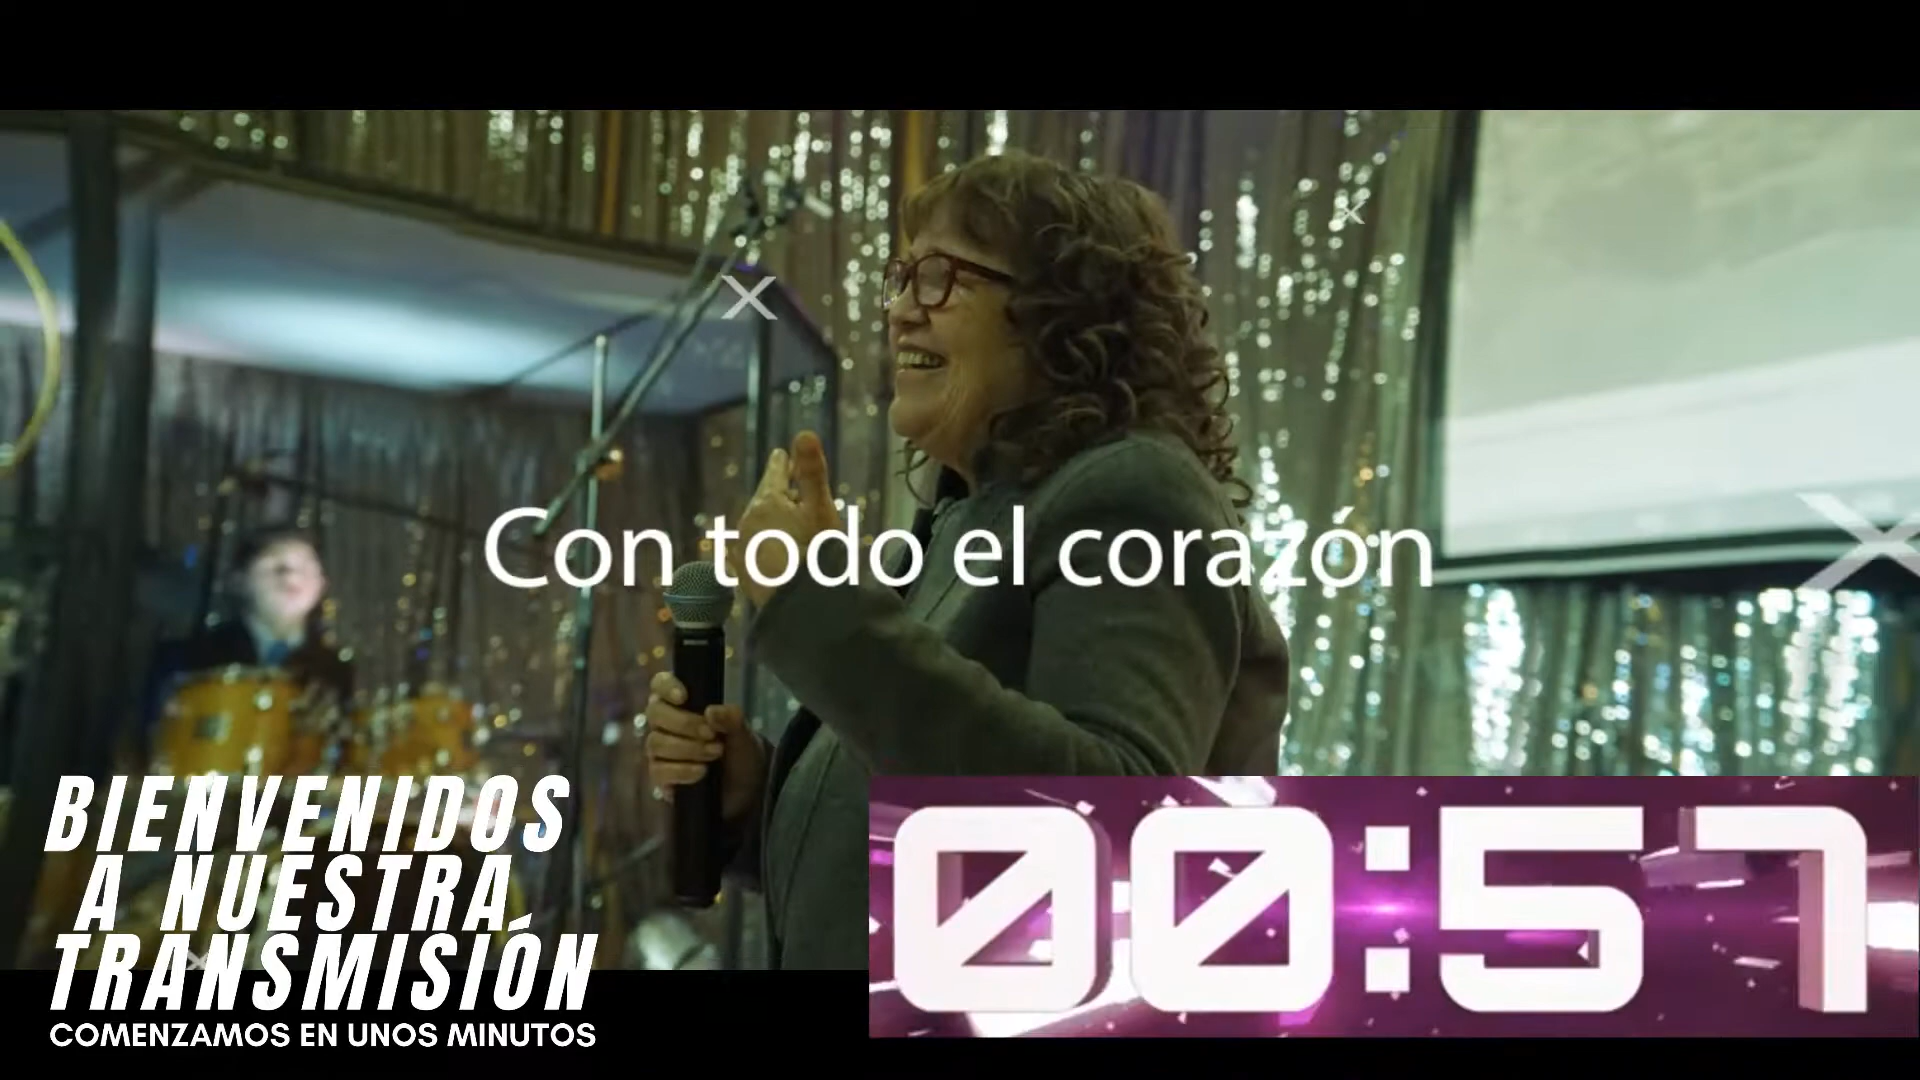 Con todo el corazón
BIENVENIDOS
A NUESTRA
TRANSMISIÓN
COMENZAMOS EN UNOS MINUTOS
00:57